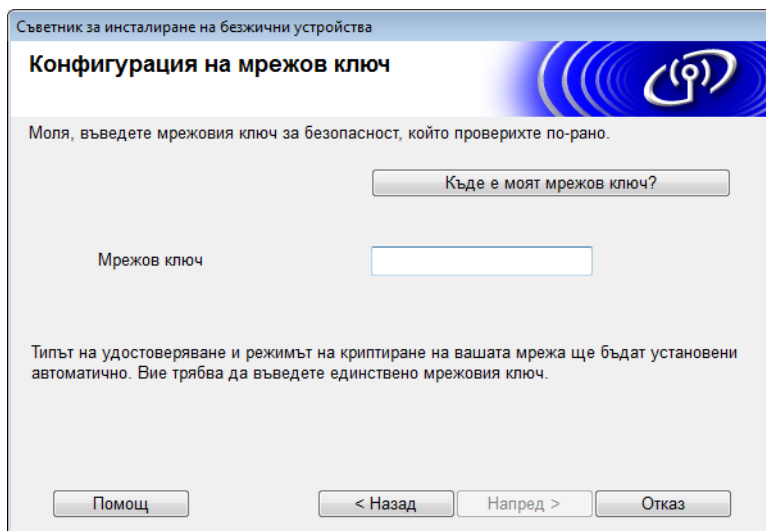 Съветник за инсталиране на безжични устройства
Конфигурация на мрежов ключ
Моля, въведете мрежовия ключ за безопасност, който проверихте по-рано.
Къде е моят мрежов ключ?
Мрежов ключ
Типът на удостоверяване и режимът на криптиране на вашата мрежа ще бъдат установени
автоматично. Вие трябва да въведете единствено мрежовия ключ.
Помощ < Назад Напред > Отказ